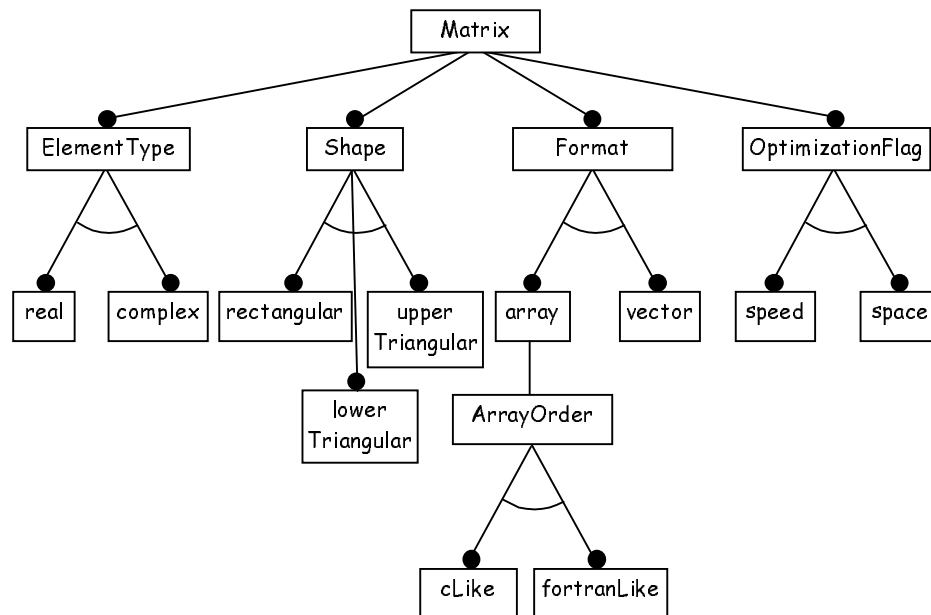 Matrix
ElementType
Shape
Format
OptimizationFlag
real
complex
rectangular
upper
Triangular
array
vector
speed
space
lower
Triangular
ArrayOrder
cLike
fortranLike